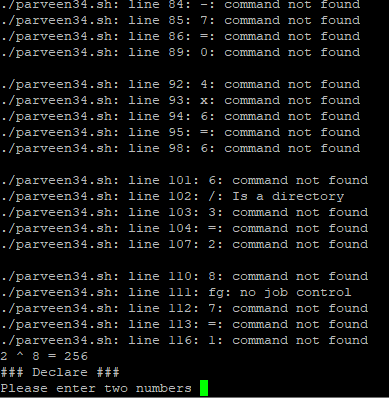 ./parveen34.sh: line 84: -: command not found
./parveen34.sh: line 85: 7: command not found
./parveen34.sh: line 86: =: command not found
./parveen34.sh: line 89: 0: command not found
./parveen34.sh: line 92: 4: command not found
./parveen34.sh: line 93: x: command not found
./parveen34.sh: line 94: 6: command not found
./parveen34.sh: line 95: =: command not found
./parveen34.sh: line 98: 6: command not found
./parveen34.sh: line 101: 6: command not found
./parveen34.sh: line 102: /: Is a directory
./parveen34.sh: line 103: 3: command not found
./parveen34.sh: line 104: =: command not found
./parveen34.sh: line 107: 2: command not found
./parveen34.sh: line 110: 8: command not found
./parveen34.sh: line 111: fg: no job control
./parveen34.sh: line 112: 7: command not found
./parveen34.sh: line 113: =: command not found
./parveen34.sh: line 116: 1: command not found
2 ^ 8 = 256
### Declare ###
Please enter two numbers